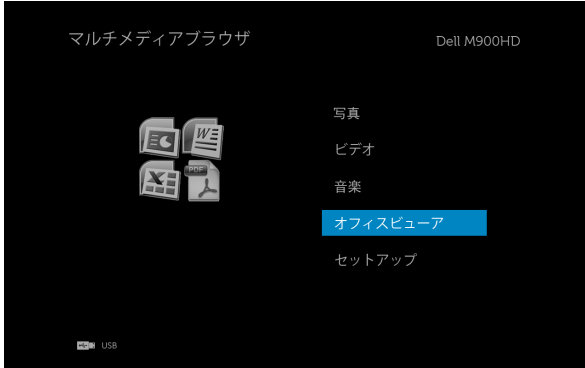 マルチメディアブラウザ
Dell M900HD
写真
ビデオ
音楽
オフィスビューア
セットアップ
W
PDF
X
USB